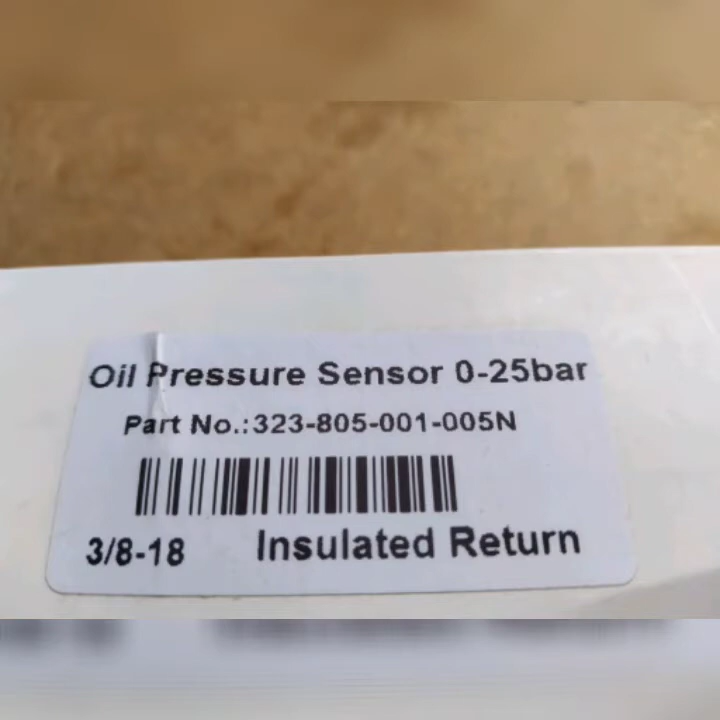 Oil Pressure Sensor 0-25bar
Part No.:323-805-001-005N
3/8-18 Insulated Return